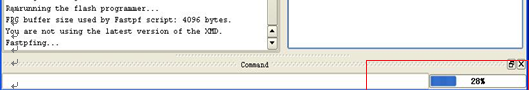 Rerunning the flash programmer...
FPG buffer size used by Fastpf script: 4096 bytes.
You are not using the latest version of the XMD.
Fastpfing...
Command
28%